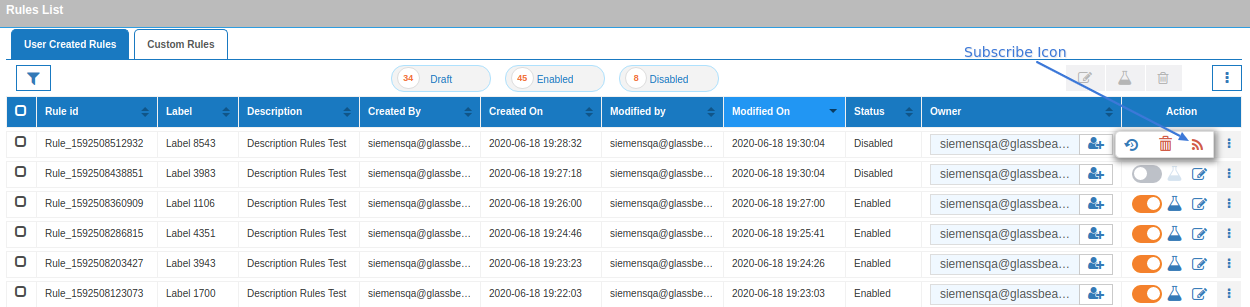 Rules List
User Created Rules Custom Rules
Subscribe Icon
34 Draft 45 Enabled 8 Disabled
Rule id Label Description Created By Created On Modified by Modified On Status Owner Action
Rule_1592508512932 Label 8543 Description Rules Test siemensqa@glassbe... 2020-06-18 19:28:32 siemensqa@glassbe... 2020-06-18 19:30:04 Disabled siemensqa@glassbea...
Rule_1592508438851 Label 3983 Description Rules Test siemensqa@glassbe... 2020-06-18 19:27:18 siemensqa@glassbe... 2020-06-18 19:30:04 Disabled siemensqa@glassbea...
Rule_1592508360909 Label 1106 Description Rules Test siemensqa@glassbe... 2020-06-18 19:26:00 siemensqa@glassbe... 2020-06-18 19:27:00 Enabled siemensqa@glassbea...
Rule_1592508286815 Label 4351 Description Rules Test siemensqa@glassbe... 2020-06-18 19:24:46 siemensqa@glassbe... 2020-06-18 19:25:41 Enabled siemensqa@glassbea...
Rule_1592508203427 Label 3943 Description Rules Test siemensqa@glassbe... 2020-06-18 19:23:23 siemensqa@glassbe... 2020-06-18 19:24:26 Enabled siemensqa@glassbea...
Rule_1592508123073 Label 1700 Description Rules Test siemensqa@glassbe... 2020-06-18 19:22:03 siemensqa@glassbe... 2020-06-18 19:23:03 Enabled siemensqa@glassbea...